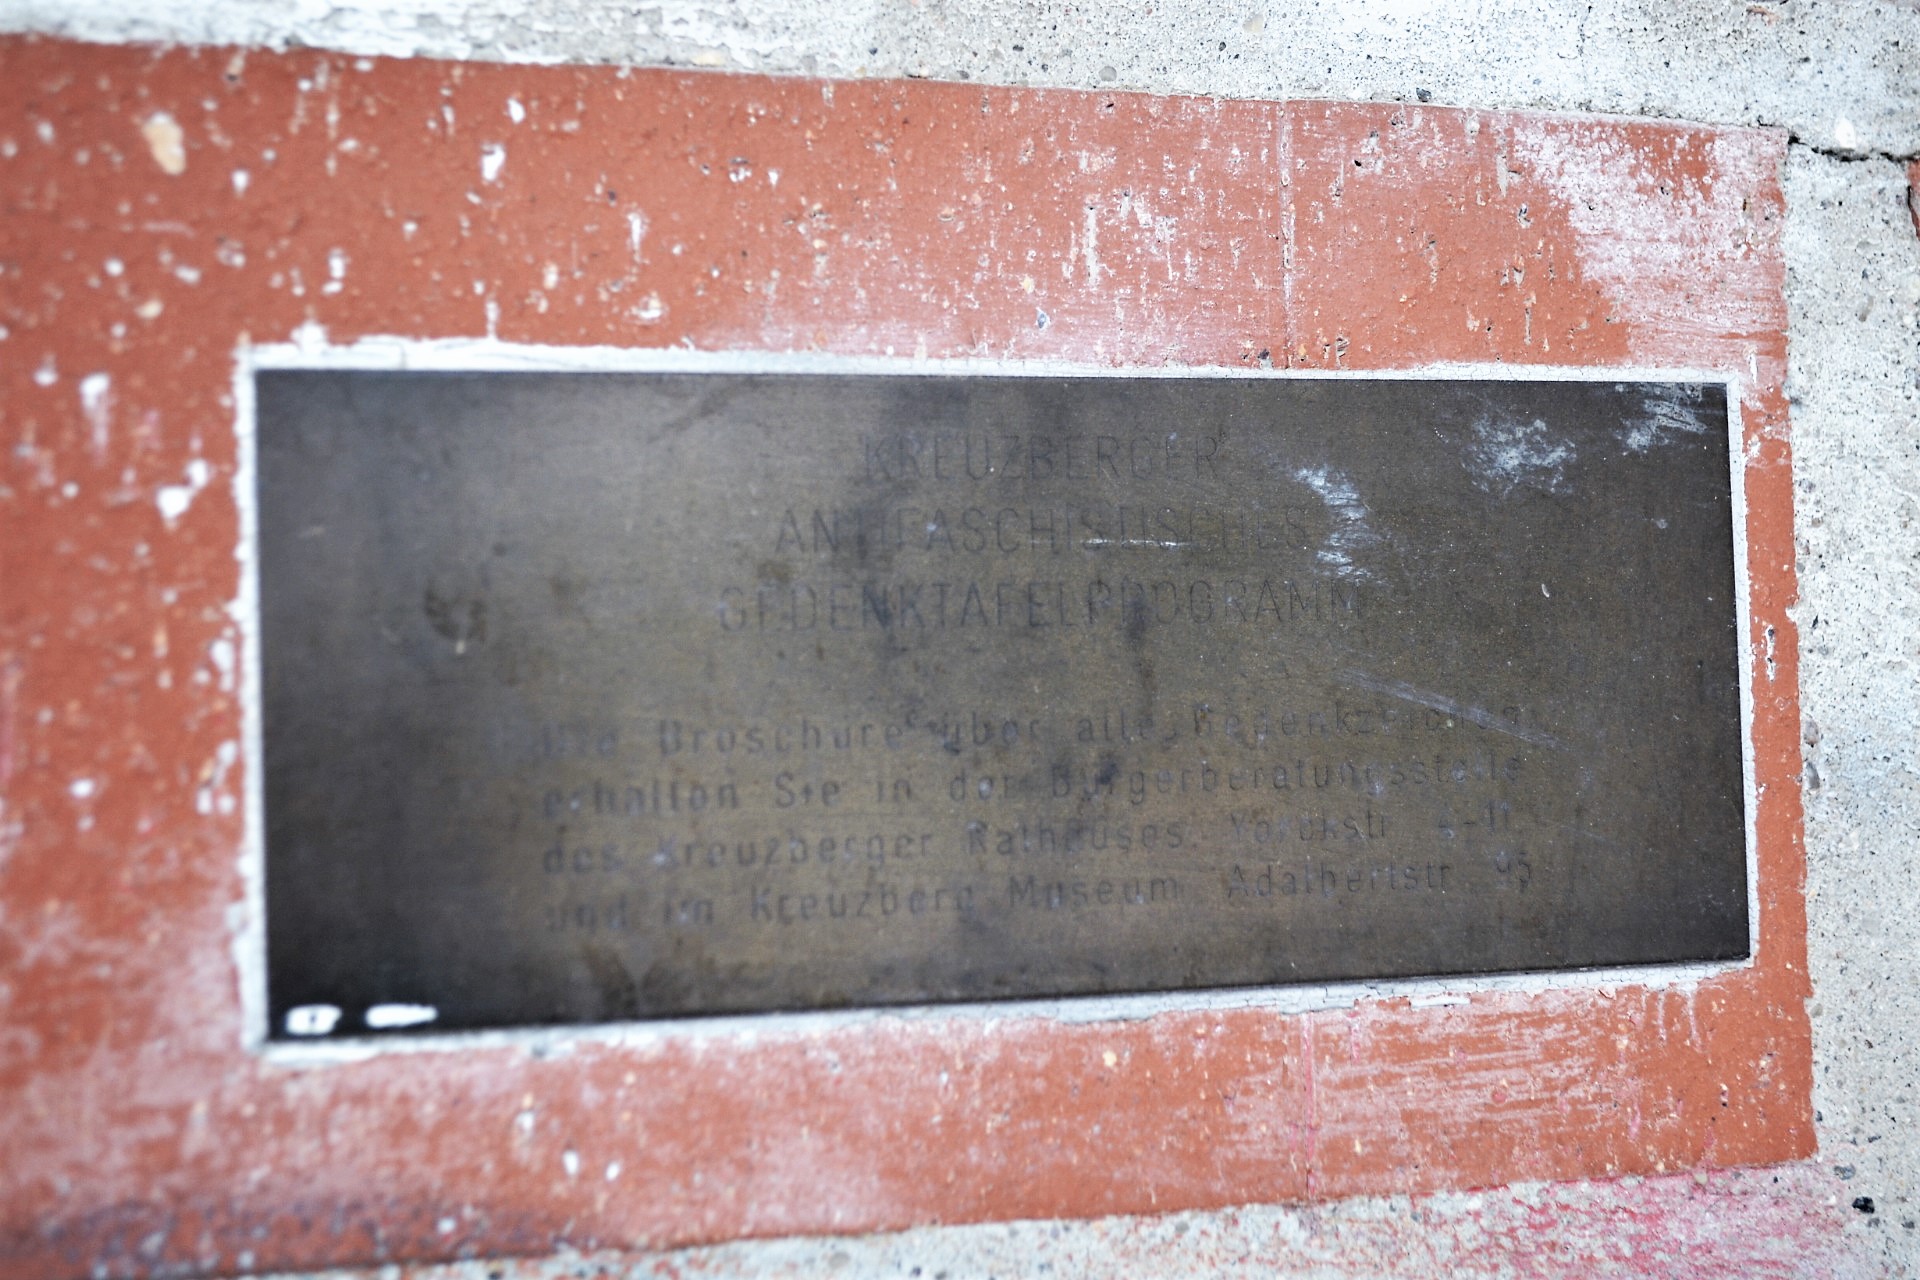 KREUZBERGER
ANTIFASCHISTISCHES
GEDENKTAFELPROGRAMM
Die Broschüre über alle Gedenkzeichen
erhalten Sie in der Bürgerberatungsstelle
des Kreuzberger Rathauses Yorckstr 4-11
und im Kreuzberg Museum Adalbertstr 95